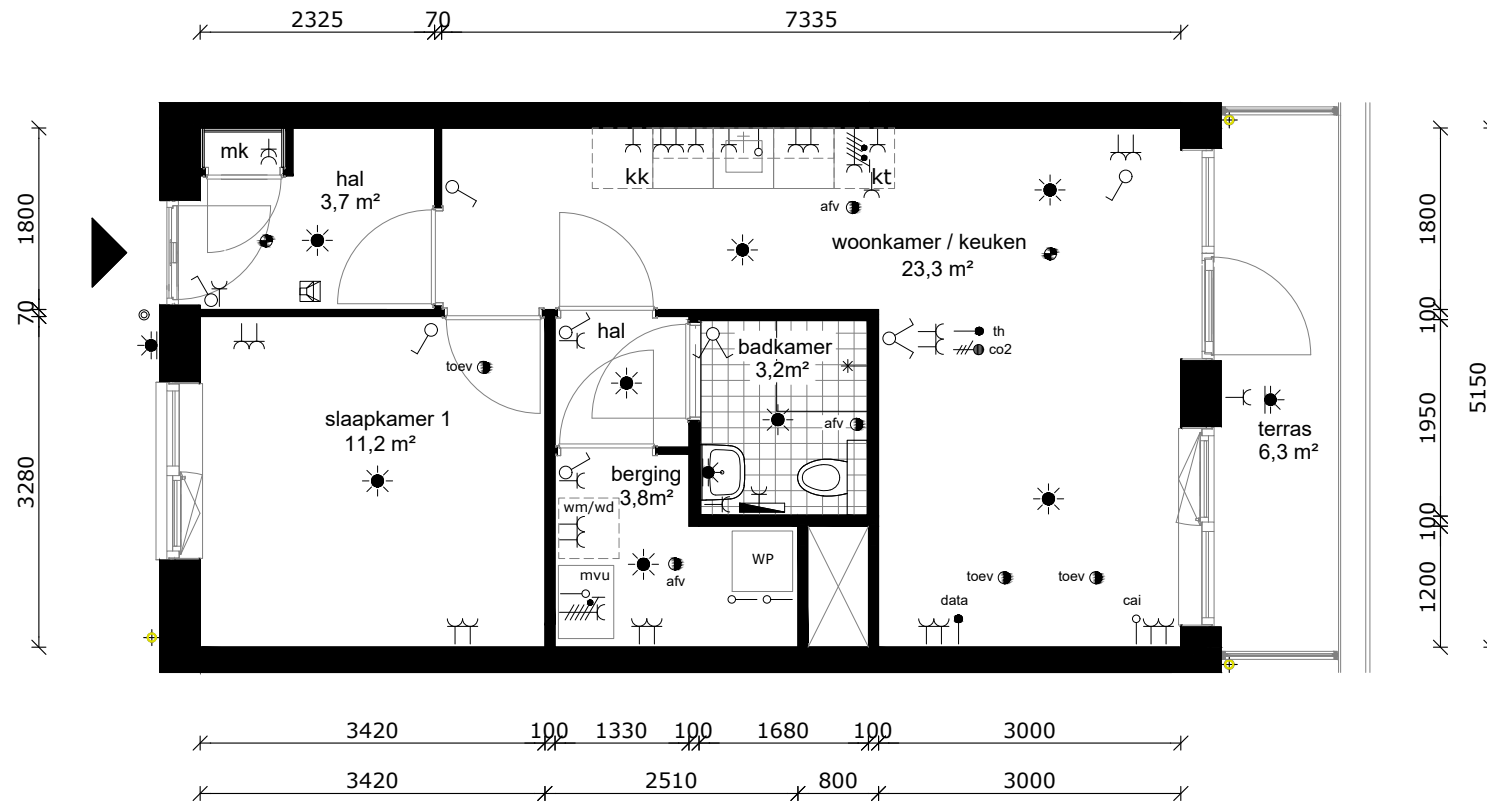 2325
70
7335
mk
hal
3,7 m²
kk
kt
afv
woonkamer / keuken
23,3 m²
1800
70
3280
1800
100
1950
100
1200
5150
toev
hal
badkamer
3,2m²
afv
th
co2
slaapkamer 1
11,2 m²
terras
6,3 m²
berging
3,8m²
wm/wd
mvu
afv
WP
toev
toev
data
cai
3420
100
1330
100
1680
100
3000
3420
2510
800
3000